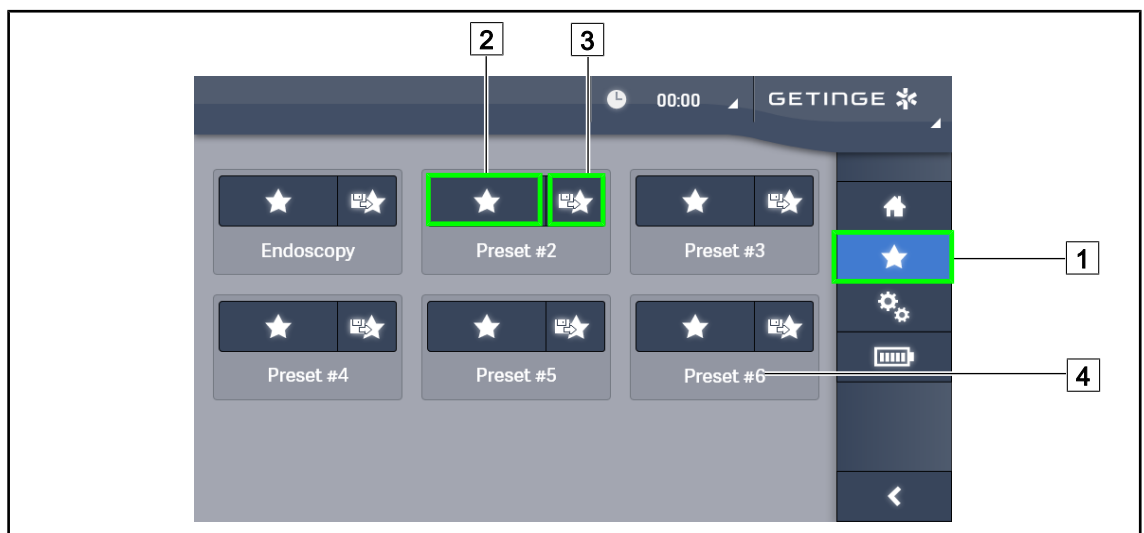 2 3
00:00 GETINGE
Endoscopy Preset #2 Preset #3
1
Preset #4 Preset #5 Preset #6
4